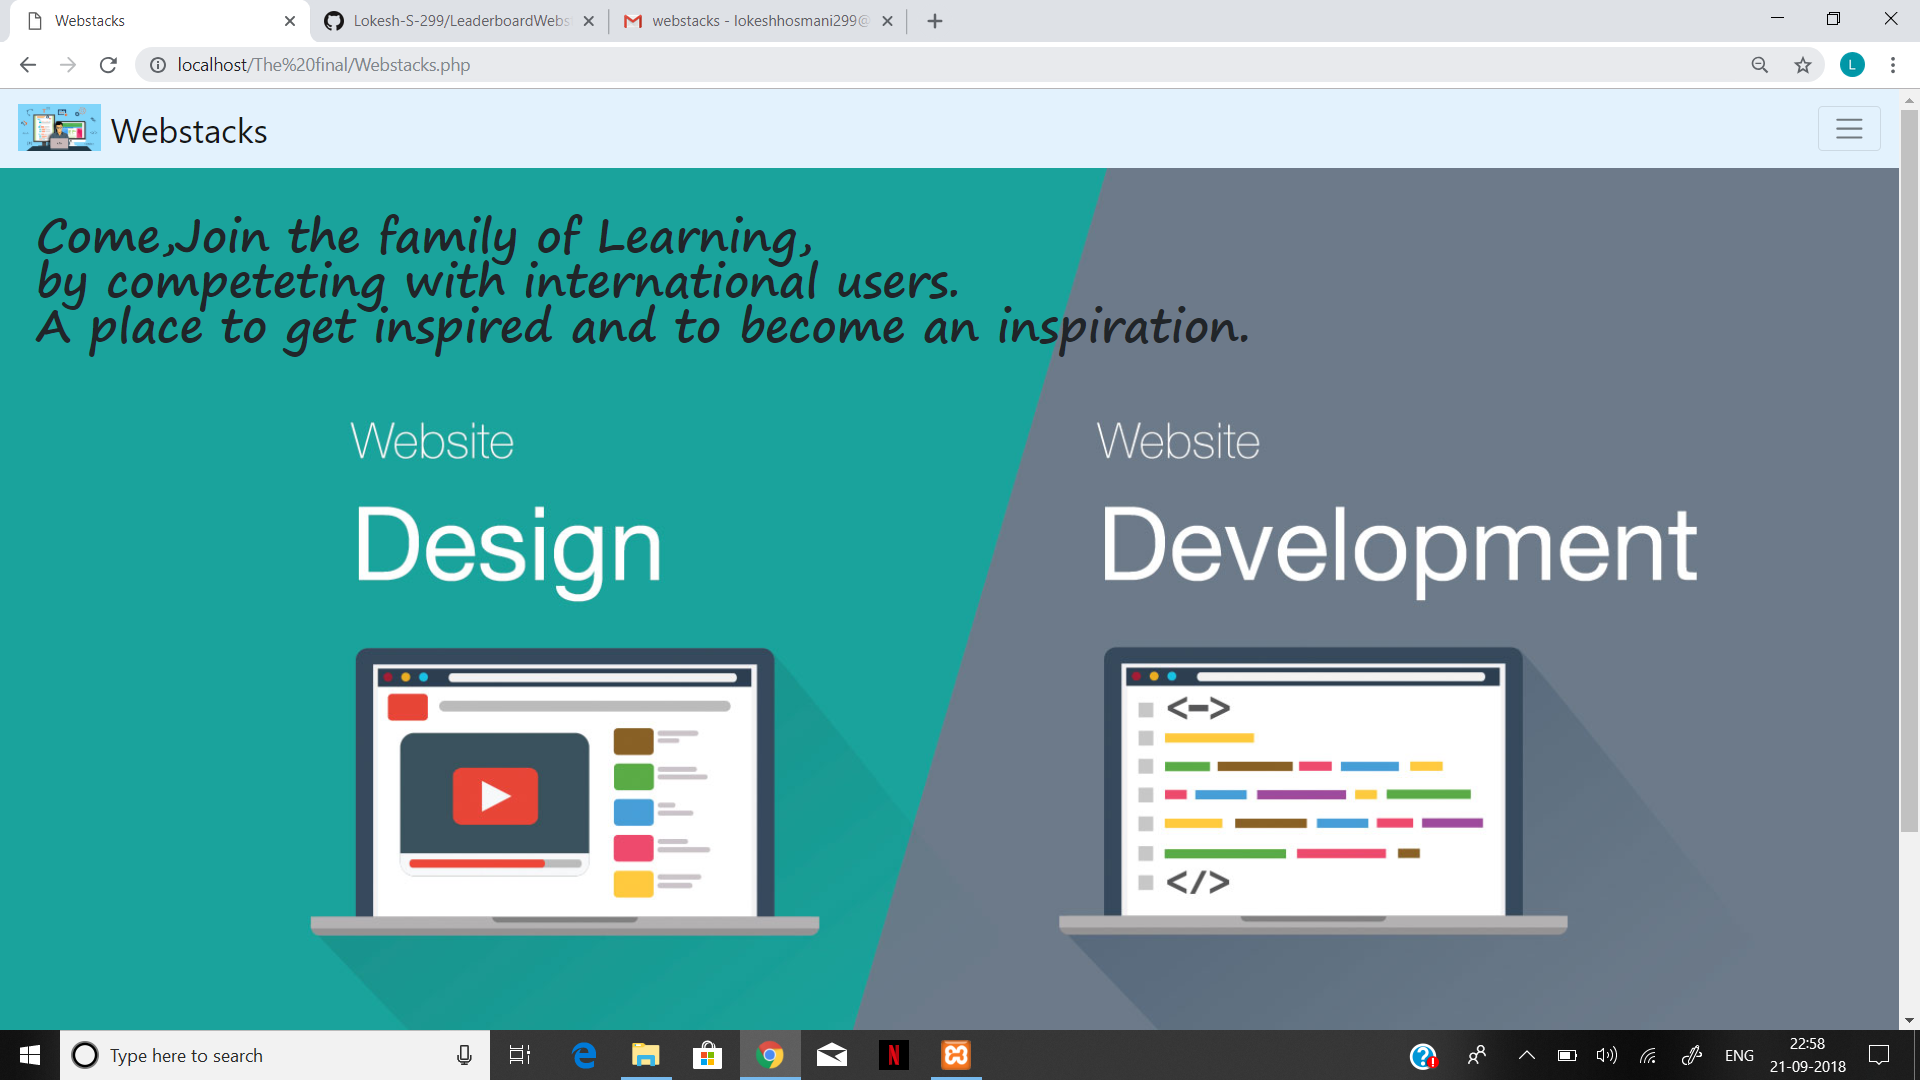 Webstacks
Lokesh-S-299/LeaderboardWebs
webstacks - lokeshhosmani299@
localhost/The%20final/Webstacks.php
L
Webstacks
Come,Join the family of Learning,
by competeting with international users.
A place to get inspired and to become an inspiration.
Website
Design
Website
Development
<->
</>
Type here to search
ENG
22:58
21-09-2018